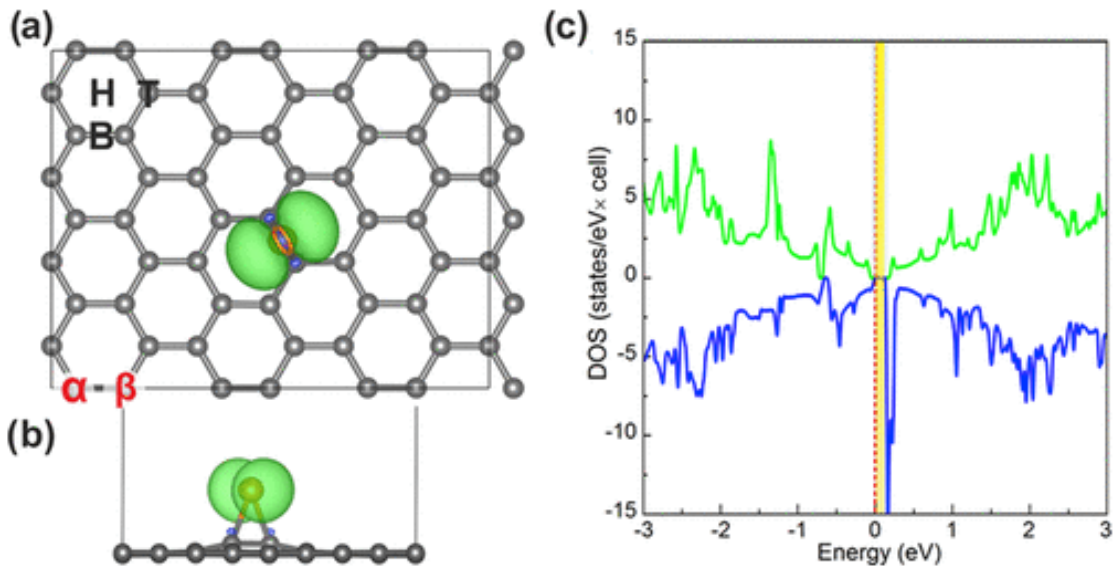 (a)
H T
B
α - β
(b)
(c)
15
10
5
0
-5
-10
-15
DOS (states/eV× cell)
-3 -2 -1 0 1 2 3
Energy (eV)